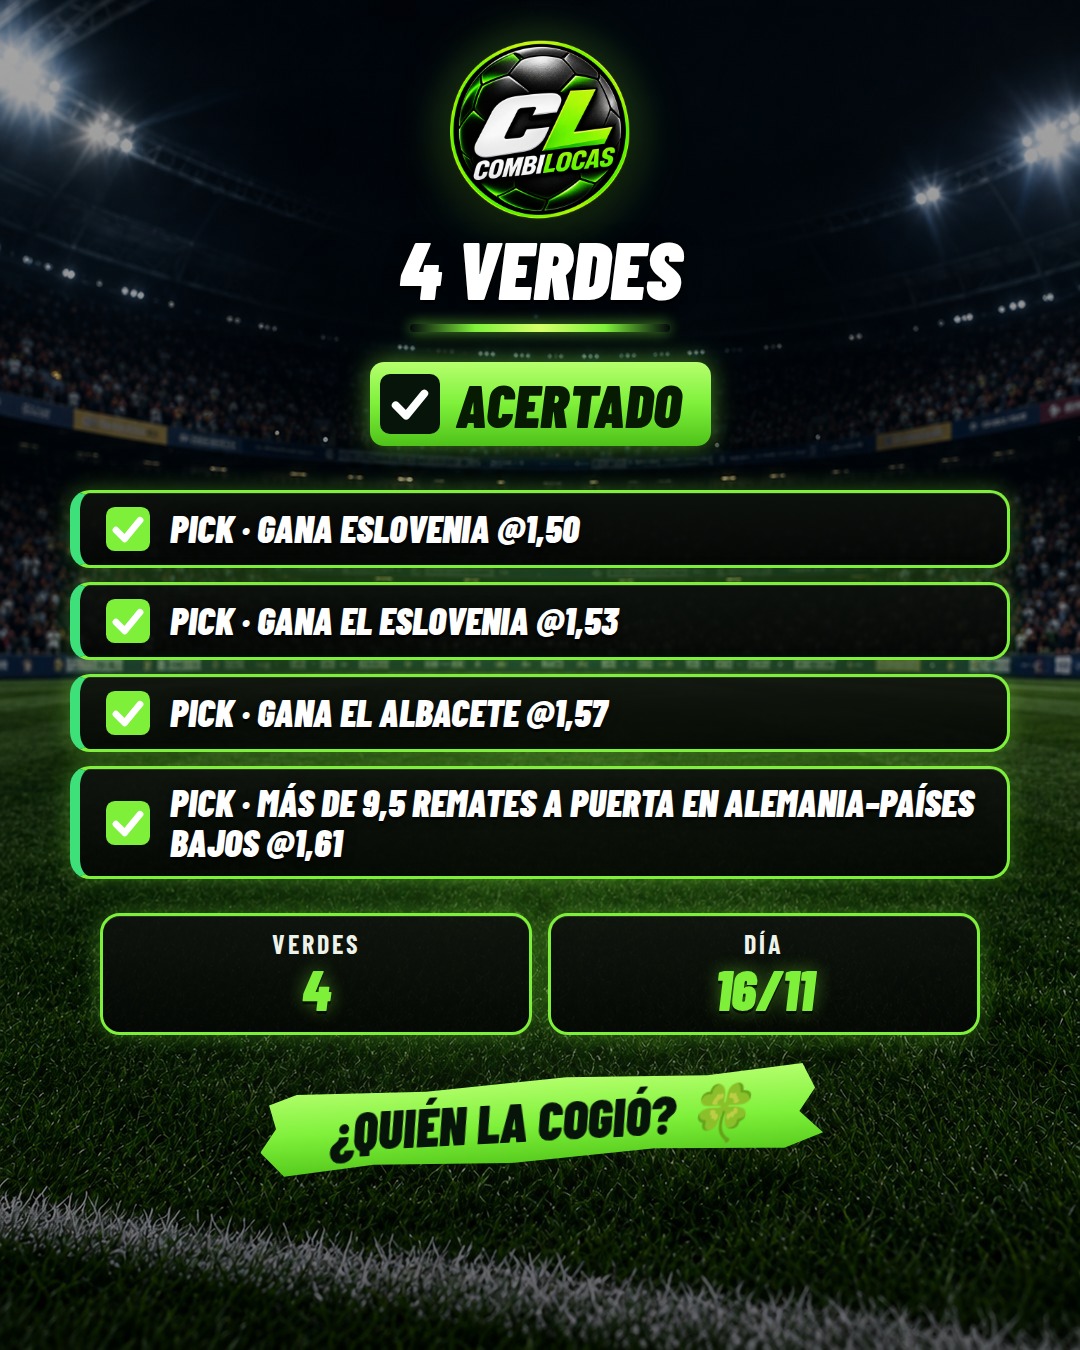 CL
COMBILOCAS
4 VERDES
ACERTADO
PICK · GANA ESLOVENIA @1,50
PICK · GANA EL ESLOVENIA @1,53
PICK · GANA EL ALBACETE @1,57
PICK · MÁS DE 9,5 REMATES A PUERTA EN ALEMANIA–PAÍSES
BAJOS @1,61
VERDES
4
DÍA
16/11
¿QUIÉN LA COGIÓ? 🍀